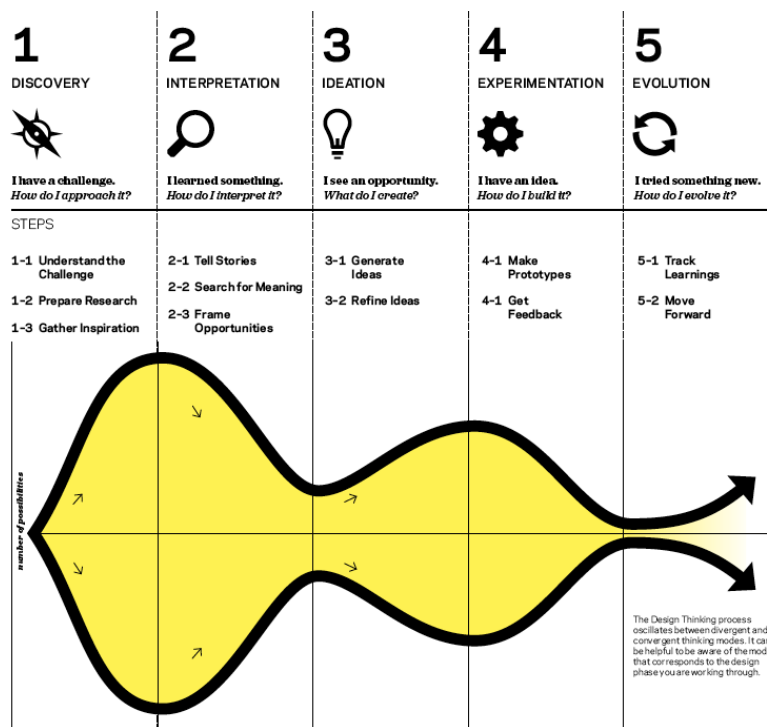 1
DISCOVERY
I have a challenge.
How do I approach it?
2
INTERPRETATION
I learned something.
How do I interpret it?
3
IDEATION
I see an opportunity.
What do I create?
4
EXPERIMENTATION
I have an idea.
How do I build it?
5
EVOLUTION
I tried something new.
How do I evolve it?
STEPS
1-1 Understand the
Challenge
1-2 Prepare Research
1-3 Gather Inspiration
2-1 Tell Stories
2-2 Search for Meaning
2-3 Frame
Opportunities
3-1 Generate
Ideas
3-2 Refine Ideas
4-1 Make
Prototypes
4-1 Get
Feedback
5-1 Track
Learnings
5-2 Move
Forward
number of possibilities
The Design Thinking process
oscillates between divergent and
convergent thinking modes. It can
be helpful to be aware of the mod
that corresponds to the design
phase you are working through.